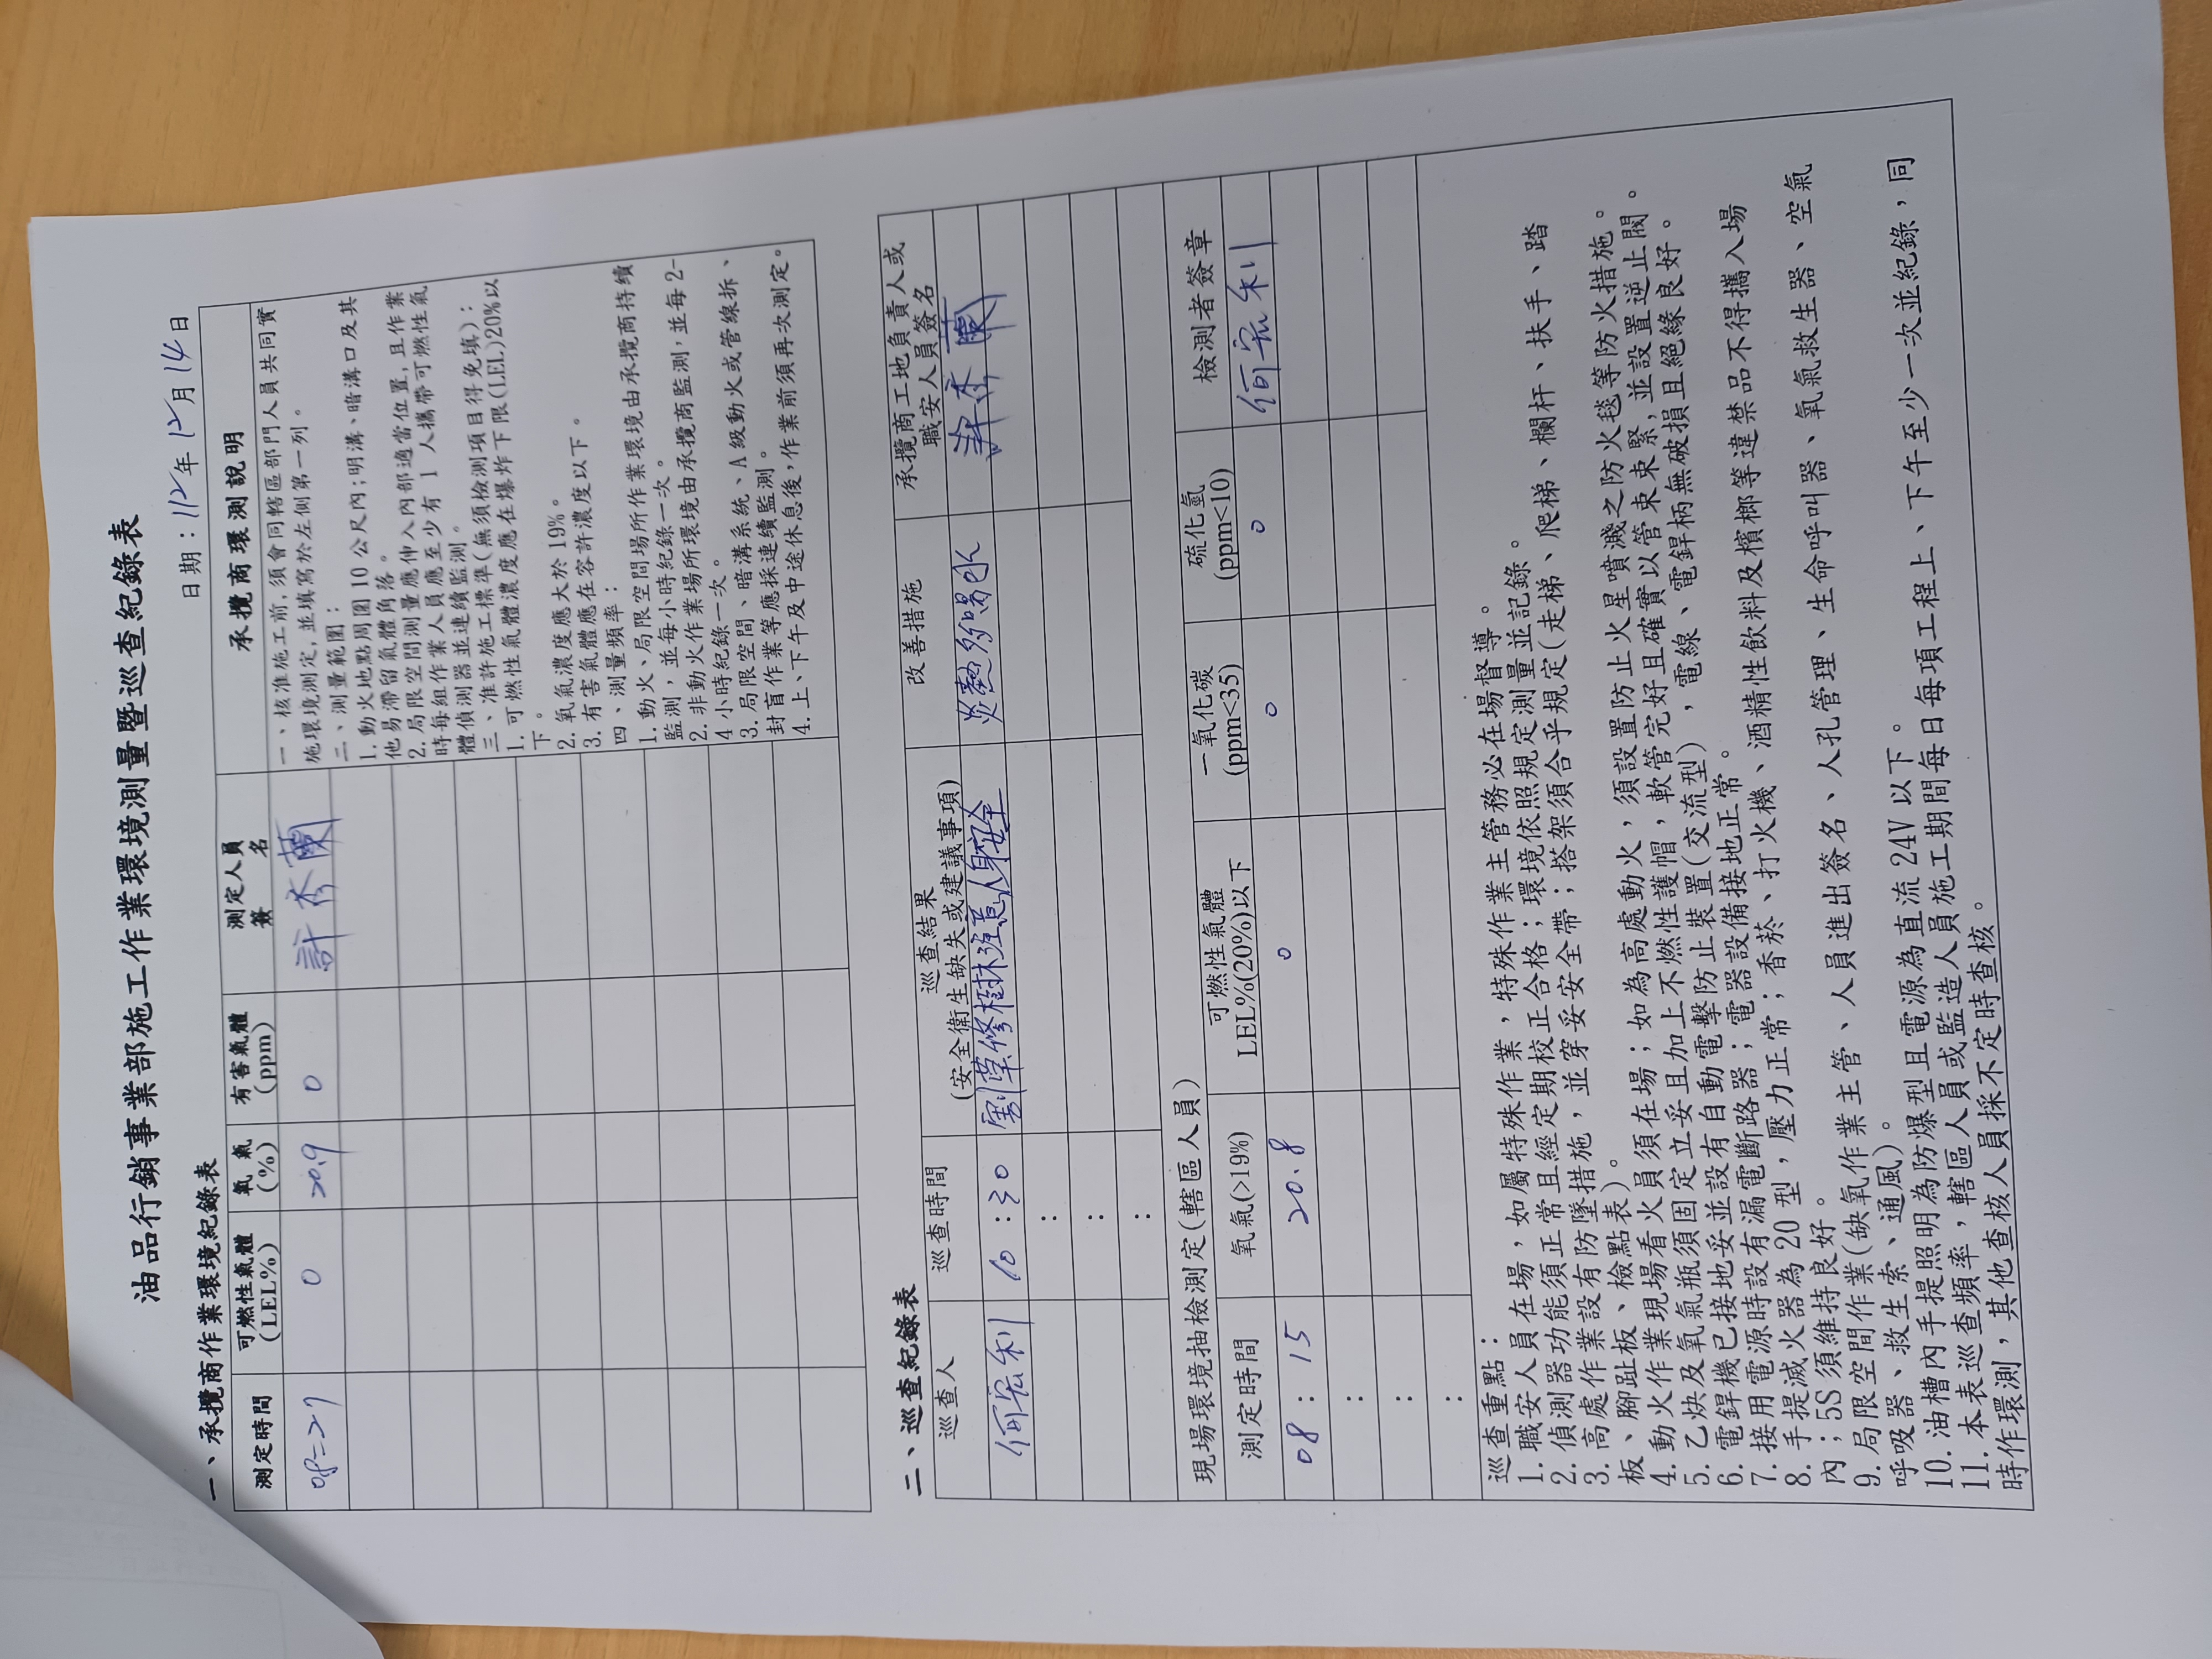 油品行銷事業部施工作業環境測量暨巡查紀錄表
日期：112年12月14日
一、承攬商作業環境紀錄表
測定時間 可燃性氣體（LEL%） 氧氣（%） 有害氣體（ppm） 測定人員簽名 承攬商環測說明
08=27 0 20.9 0 許秀蘭
一、核准施工前,須會同轄區部門人員共同實
施環境測定,並填寫於左側第一列。
二、測量範圍：
1.動火地點周圍10公尺內;明溝、暗溝口及其
他易滯留氣體角落。
2.局限空間測量應伸入內部適當位置,且作業
時每組作業人員應至少有 1 人攜帶可燃性氣
體偵測器並連續監測。
三、准許施工標準(無須檢測項目得免填)：
1.可燃性氣體濃度應在爆炸下限(LEL)20%以
下。
2.氧氣濃度應大於19%。
3.有害氣體應在容許濃度以下。
四、測量頻率：
1.動火、局限空間場所作業環境由承攬商持續
監測，並每小時紀錄一次。
2.非動火作業場所環境由承攬商監測，並每2-
4小時紀錄一次。
3.局限空間、暗溝系統、A級動火或管線拆、
封盲作業等應採連續監測。
4.上、下午及中途休息後，作業前須再次測定。
二、巡查紀錄表
巡查人 巡查時間 巡查結果(安全衛生缺失或建議事項) 改善措施 承攬商工地負責人或職安人員簽名
何宏利 10：30 割草修樹林注意人身安全 炎熱多喝水 許秀蘭
：
：
：
現場環境抽檢測定(轄區人員)
測定時間 氧氣(>19%) 可燃性氣體LEL%(20%)以下 一氧化碳(ppm<35) 硫化氫(ppm<10) 檢測者簽章
08：15 20.8 0 0 0 何宏利
：
：
：
巡查重點：
1.職安人員在場，如屬特殊作業，特殊作業主管務必在場督導。
2.偵測器功能須正常且經定期校正合格；環境依照規定測量並記錄。
3.高處作業設有防墜措施，並穿妥安全帶；搭架須合乎規定(走梯、爬梯、欄杆、扶手、踏
板、腳趾板、檢點表)。
4.動火作業現場看火員須在場；如為高處動火，須設置防止火星噴濺之防火毯等防火措施。
5.乙炔及氧氣瓶須固定立妥且加上不燃性護帽，軟管完好且確實以管束束緊,並設置逆止閥。
6.電銲機已接地妥並設有自動電擊防止裝置(交流型)，電線、電銲柄無破損且絕緣良好。
7.接用電源時設有漏電斷路器；電器設備接地正常。
8.手提滅火器為20型，壓力正常；香菸、打火機、酒精性飲料及檳榔等違禁品不得攜入場
內；5S須維持良好。
9.局限空間作業(缺氧作業主管、人員進出簽名、人孔管理、生命呼叫器、氧氣救生器、空氣
呼吸器、救生索、通風)。
10.油槽內手提照明為防爆型且電源為直流24V以下。
11.本表巡查頻率，轄區人員或監造人員施工期間每日每項工程上、下午至少一次並紀錄，同
時作環測，其他查核人員採不定時查核。